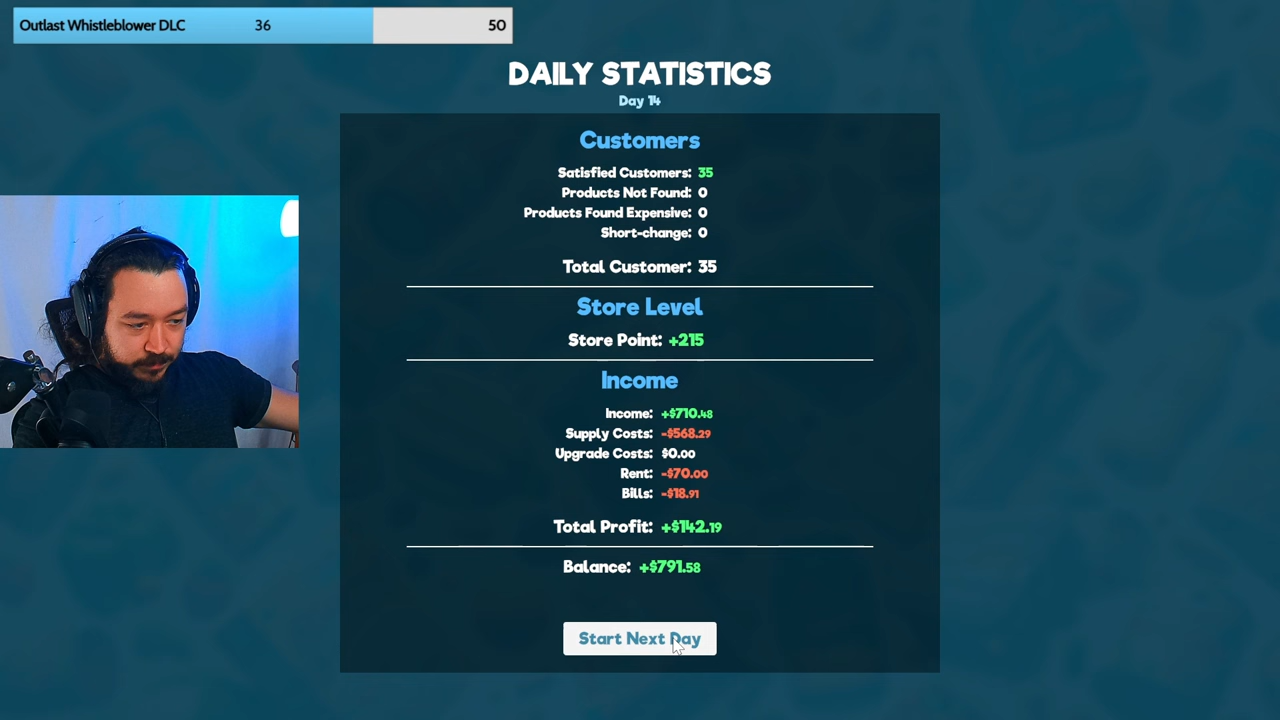 Outlast Whistleblower DLC 36 50
DAILY STATISTICS
Day 14
Customers
Satisfied Customers: 35
Products Not Found: 0
Products Found Expensive: 0
Short-change: 0
Total Customer: 35
Store Level
Store Point: +215
Income
Income: +$710.48
Supply Costs: -$568.29
Upgrade Costs: $0.00
Rent: -$70.00
Bills: -$18.91
Total Profit: +$142.19
Balance: +$791.58
Start Next Day